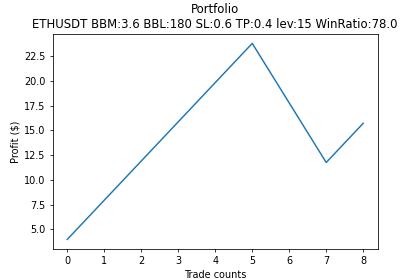 Portfolio
ETHUSDT BBM:3.6 BBL:180 SL:0.6 TP:0.4 lev:15 WinRatio:78.0
22.5
20.0
17.5
15.0
12.5
10.0
7.5
5.0
Profit ($)
0 1 2 3 4 5 6 7 8
Trade counts